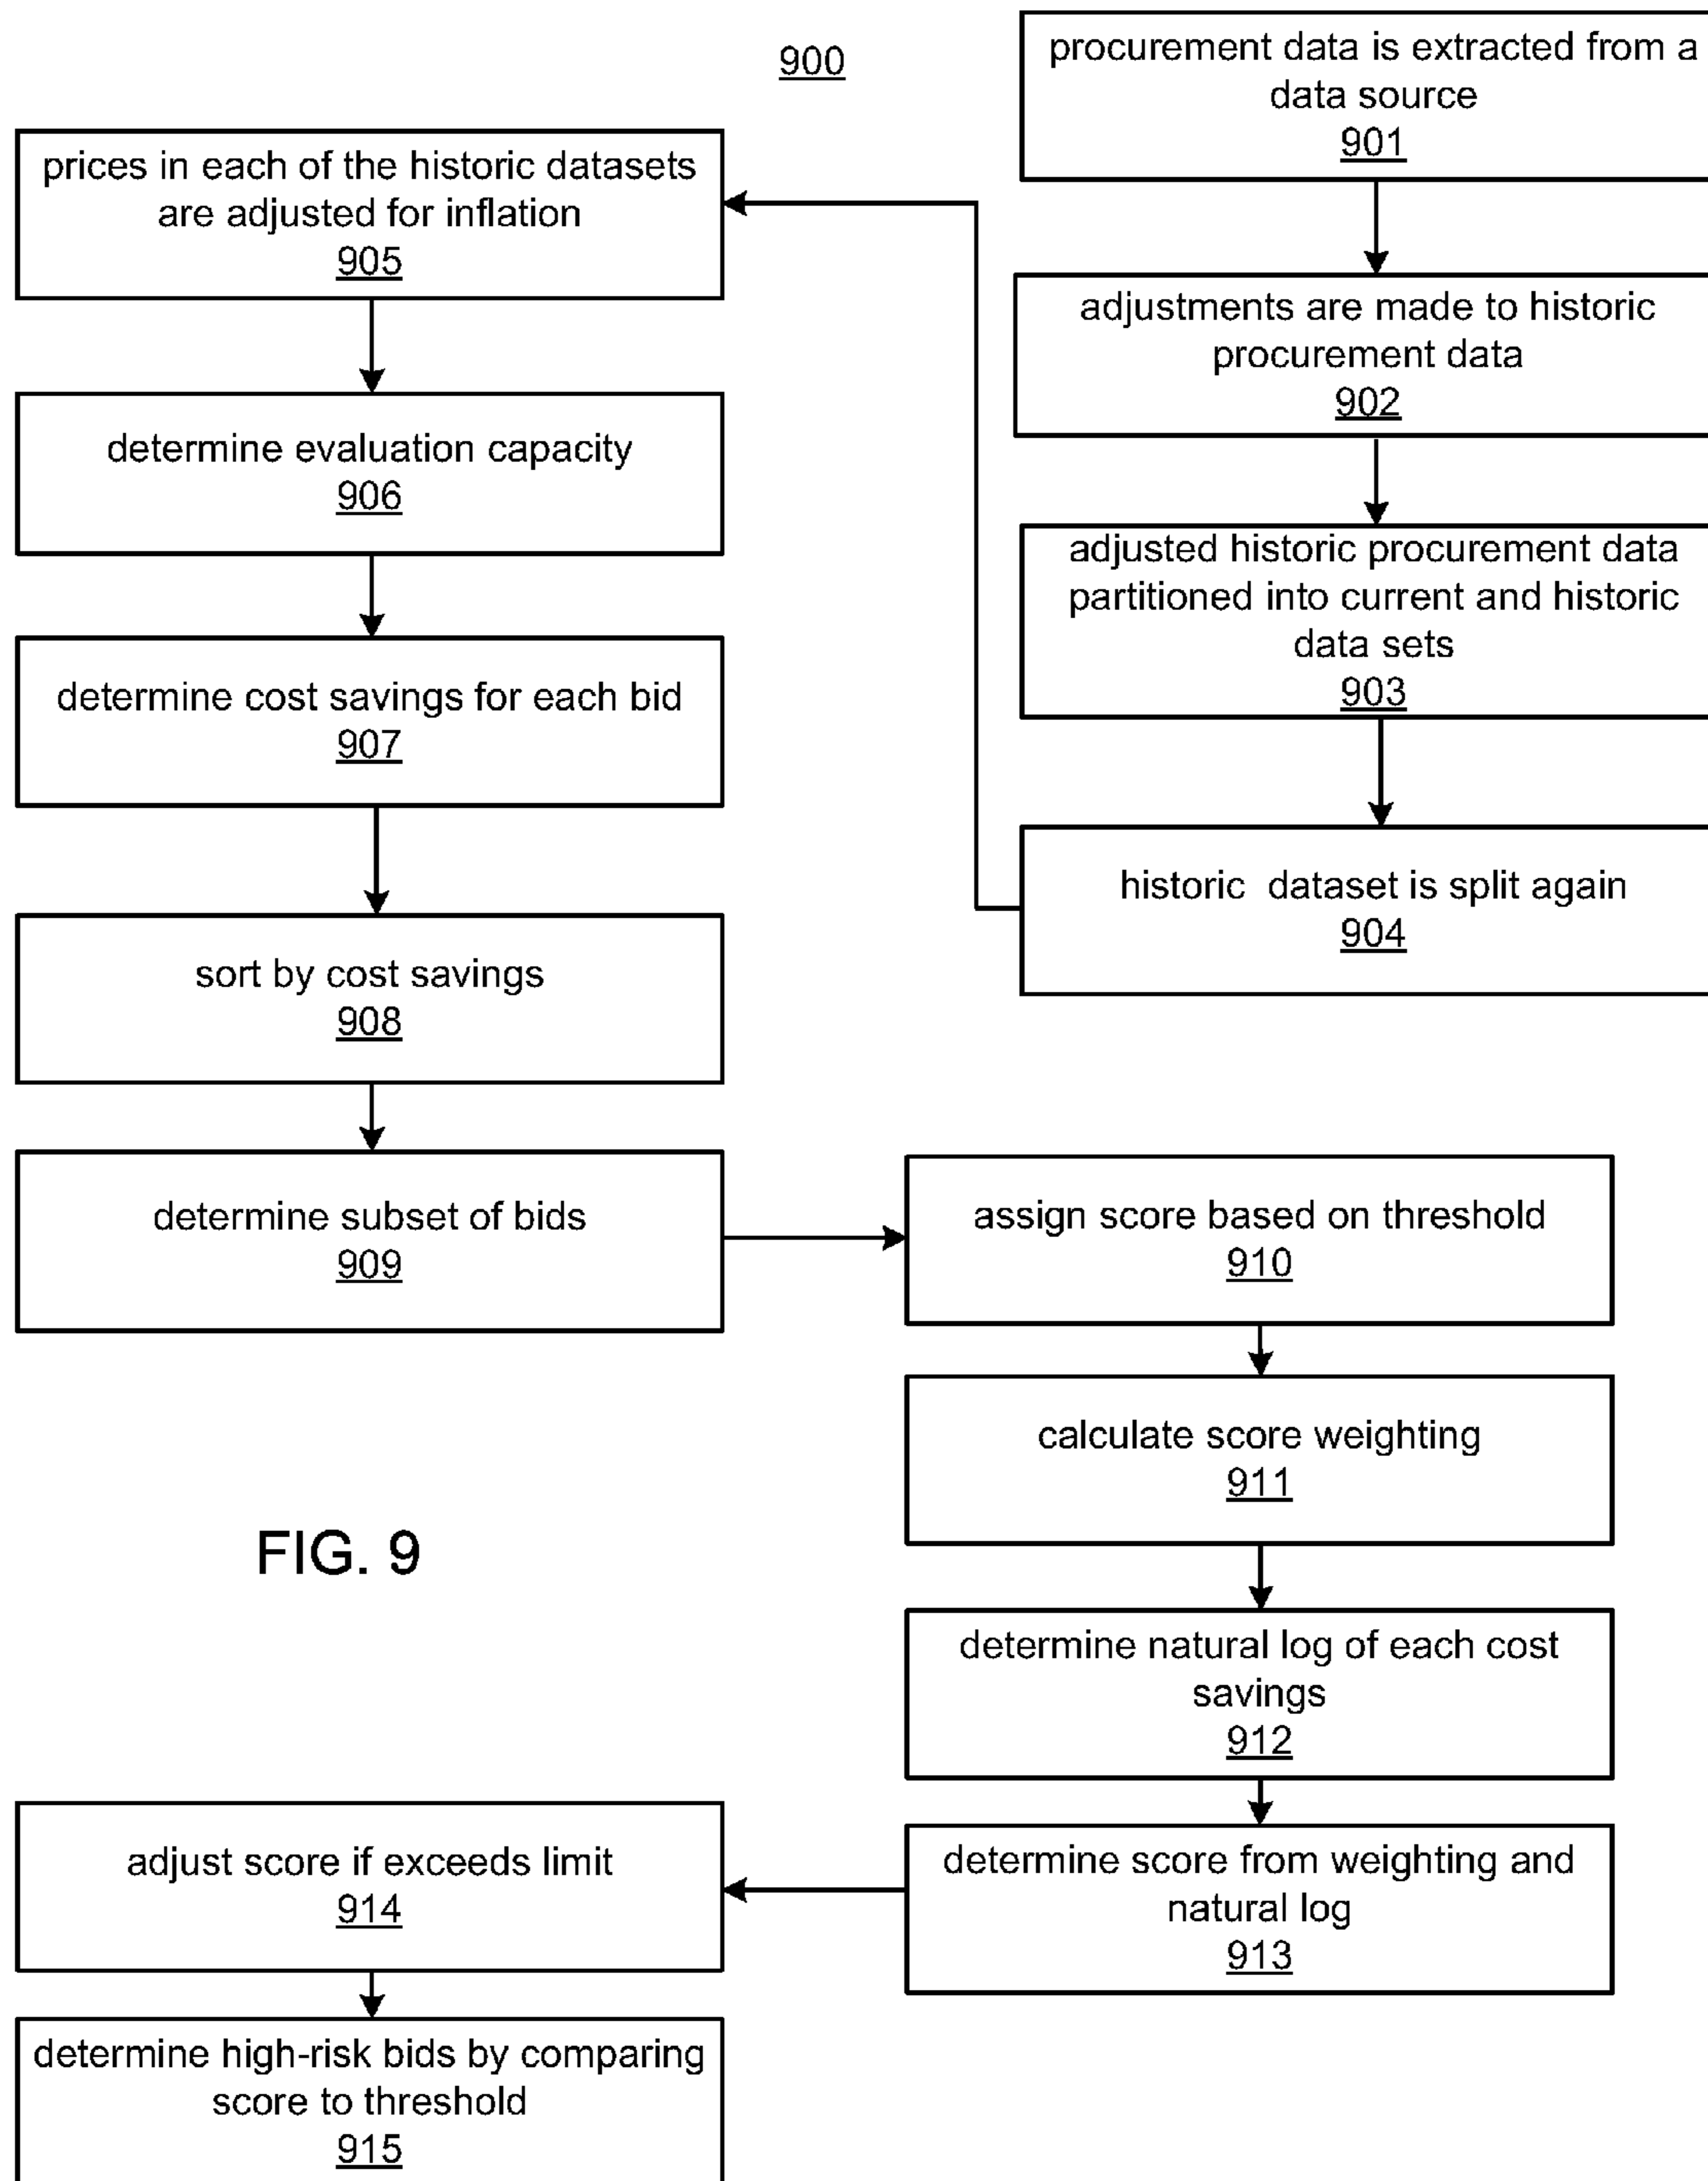 900
procurement data is extracted from a
data source
901
adjustments are made to historic
procurement data
902
adjusted historic procurement data
partitioned into current and historic
data sets
903
historic dataset is split again
904
prices in each of the historic datasets
are adjusted for inflation
905
determine evaluation capacity
906
determine cost savings for each bid
907
sort by cost savings
908
determine subset of bids
909
assign score based on threshold
910
calculate score weighting
911
determine natural log of each cost
savings
912
determine score from weighting and
natural log
913
adjust score if exceeds limit
914
determine high-risk bids by comparing
score to threshold
915
FIG. 9